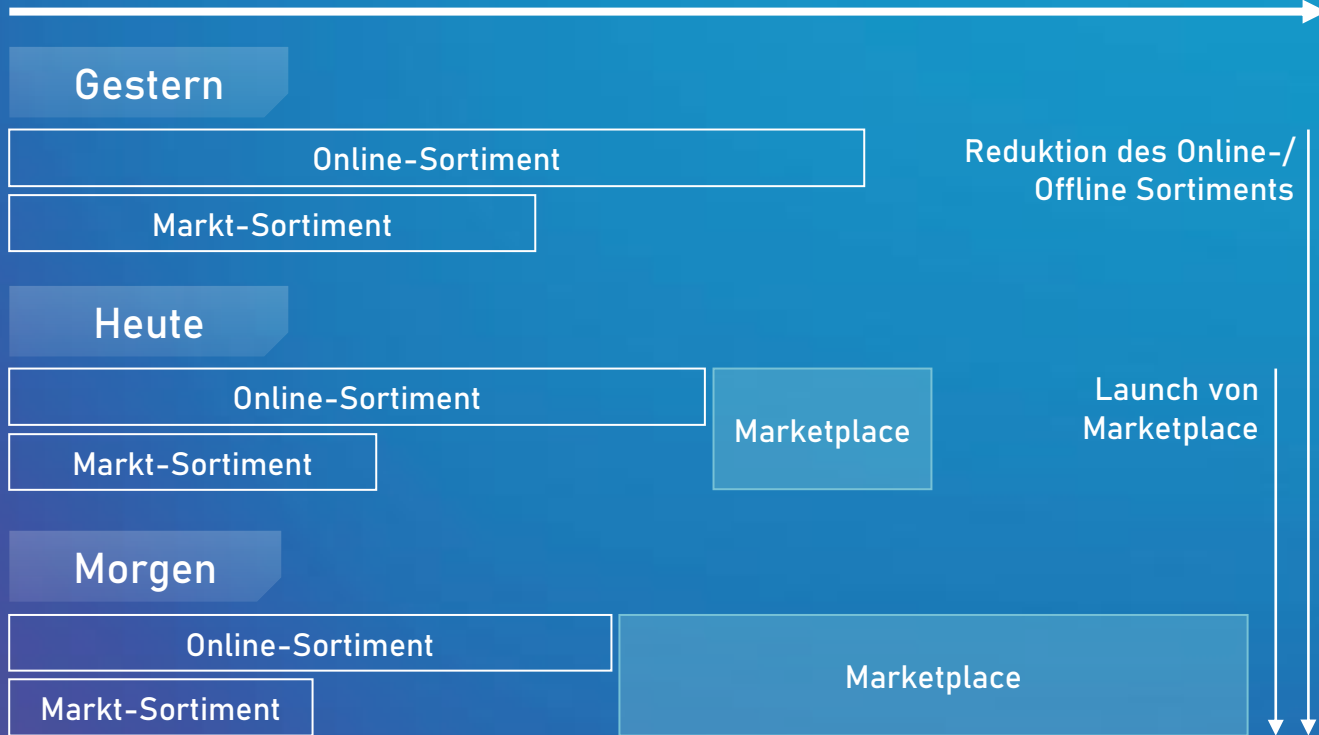 Gestern
Online-Sortiment
Markt-Sortiment
Reduktion des Online-/
Offline Sortiments
Heute
Online-Sortiment
Markt-Sortiment
Marketplace
Launch von
Marketplace
Morgen
Online-Sortiment
Markt-Sortiment
Marketplace